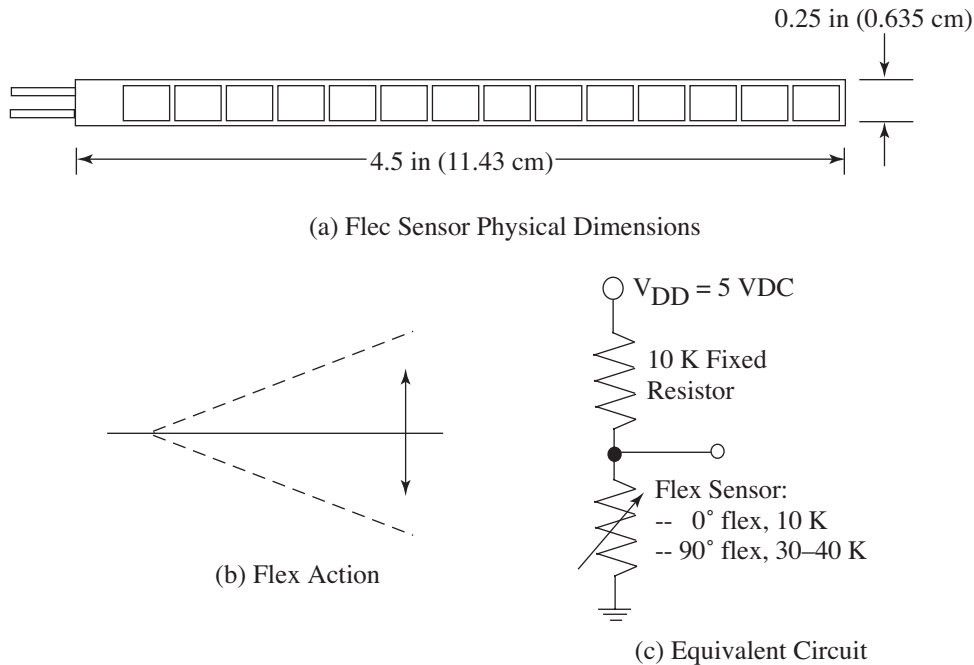 0.25 in (0.635 cm)
4.5 in (11.43 cm)
(a) Flec Sensor Physical Dimensions
V_DD = 5 VDC
10 K Fixed
Resistor
Flex Sensor:
-- 0° flex, 10 K
-- 90° flex, 30–40 K
(b) Flex Action
(c) Equivalent Circuit